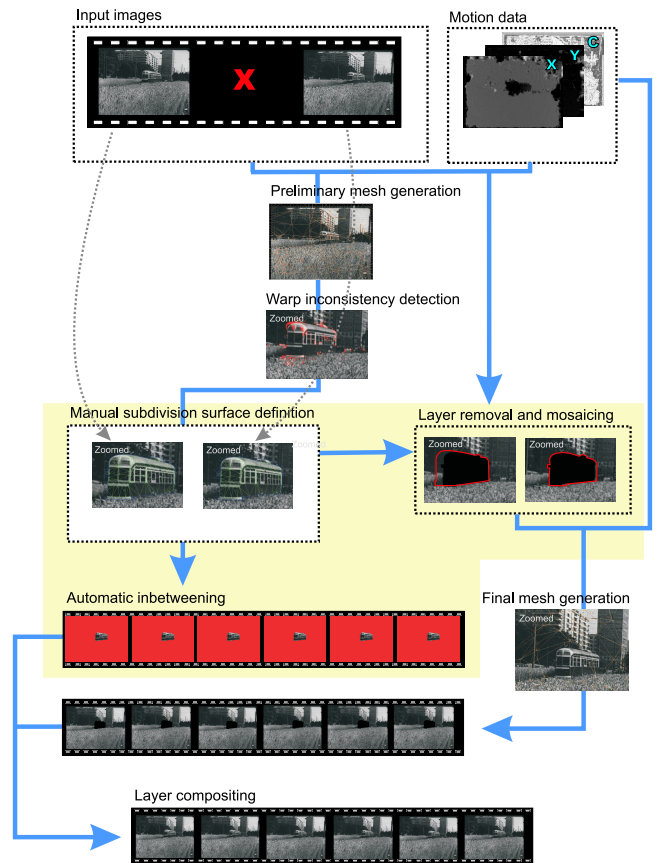 Input images
Motion data
X
X
Y
C
Preliminary mesh generation
Warp inconsistency detection
Zoomed
Manual subdivision surface definition
Layer removal and mosaicing
Zoomed
Zoomed
Zoomed
Zoomed
Zoomed
Automatic inbetweening
Final mesh generation
Zoomed
Layer compositing